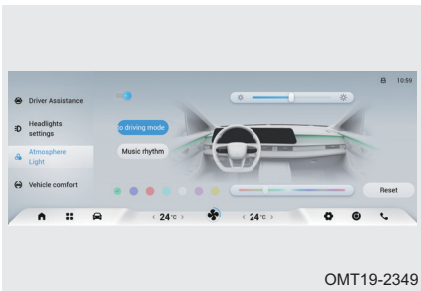 10:59
Driver Assistance
Headlights
settings
Atmosphere
Light
Vehicle comfort
o driving mode
Music rhythm
Reset
24°C
24°C
OMT19-2349